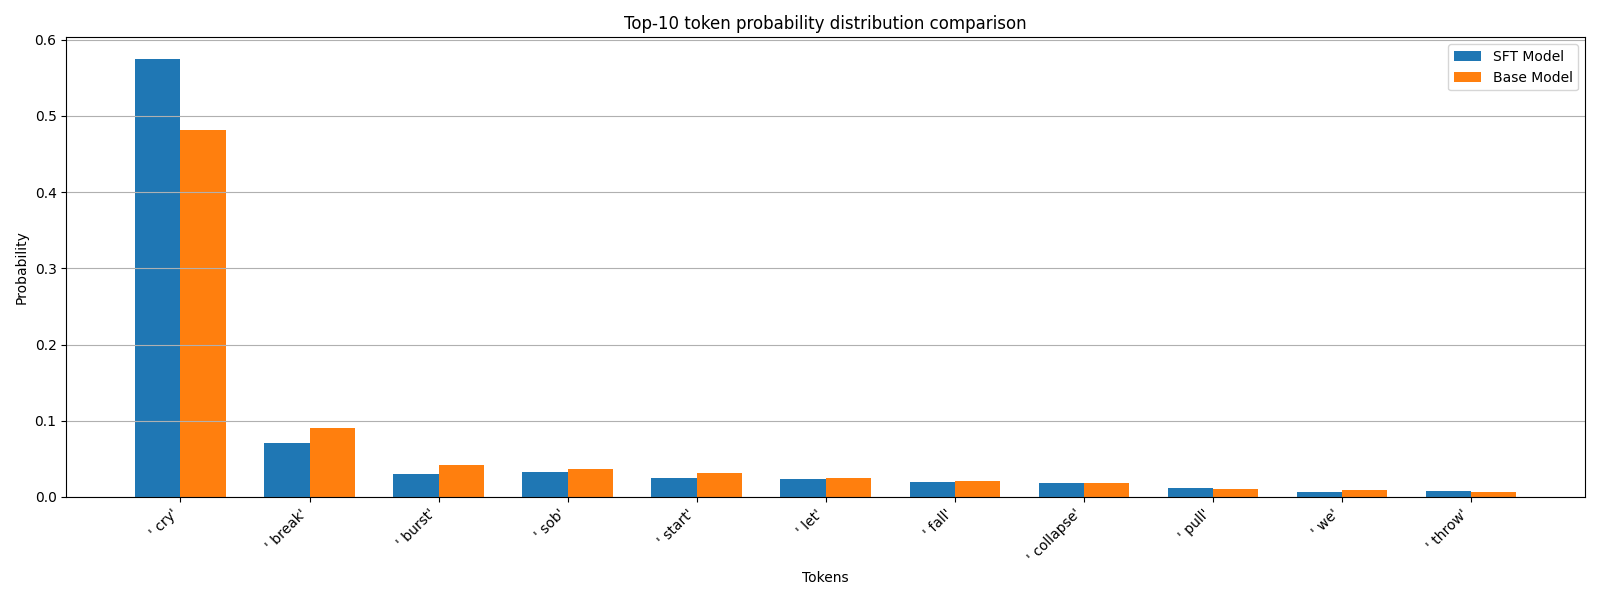 Top-10 token probability distribution comparison
SFT Model
Base Model
Probability
0.6
0.5
0.4
0.3
0.2
0.1
0.0
' cry'
' break'
' burst'
' sob'
' start'
' let'
' fall'
' collapse'
' pull'
' we'
' throw'
Tokens